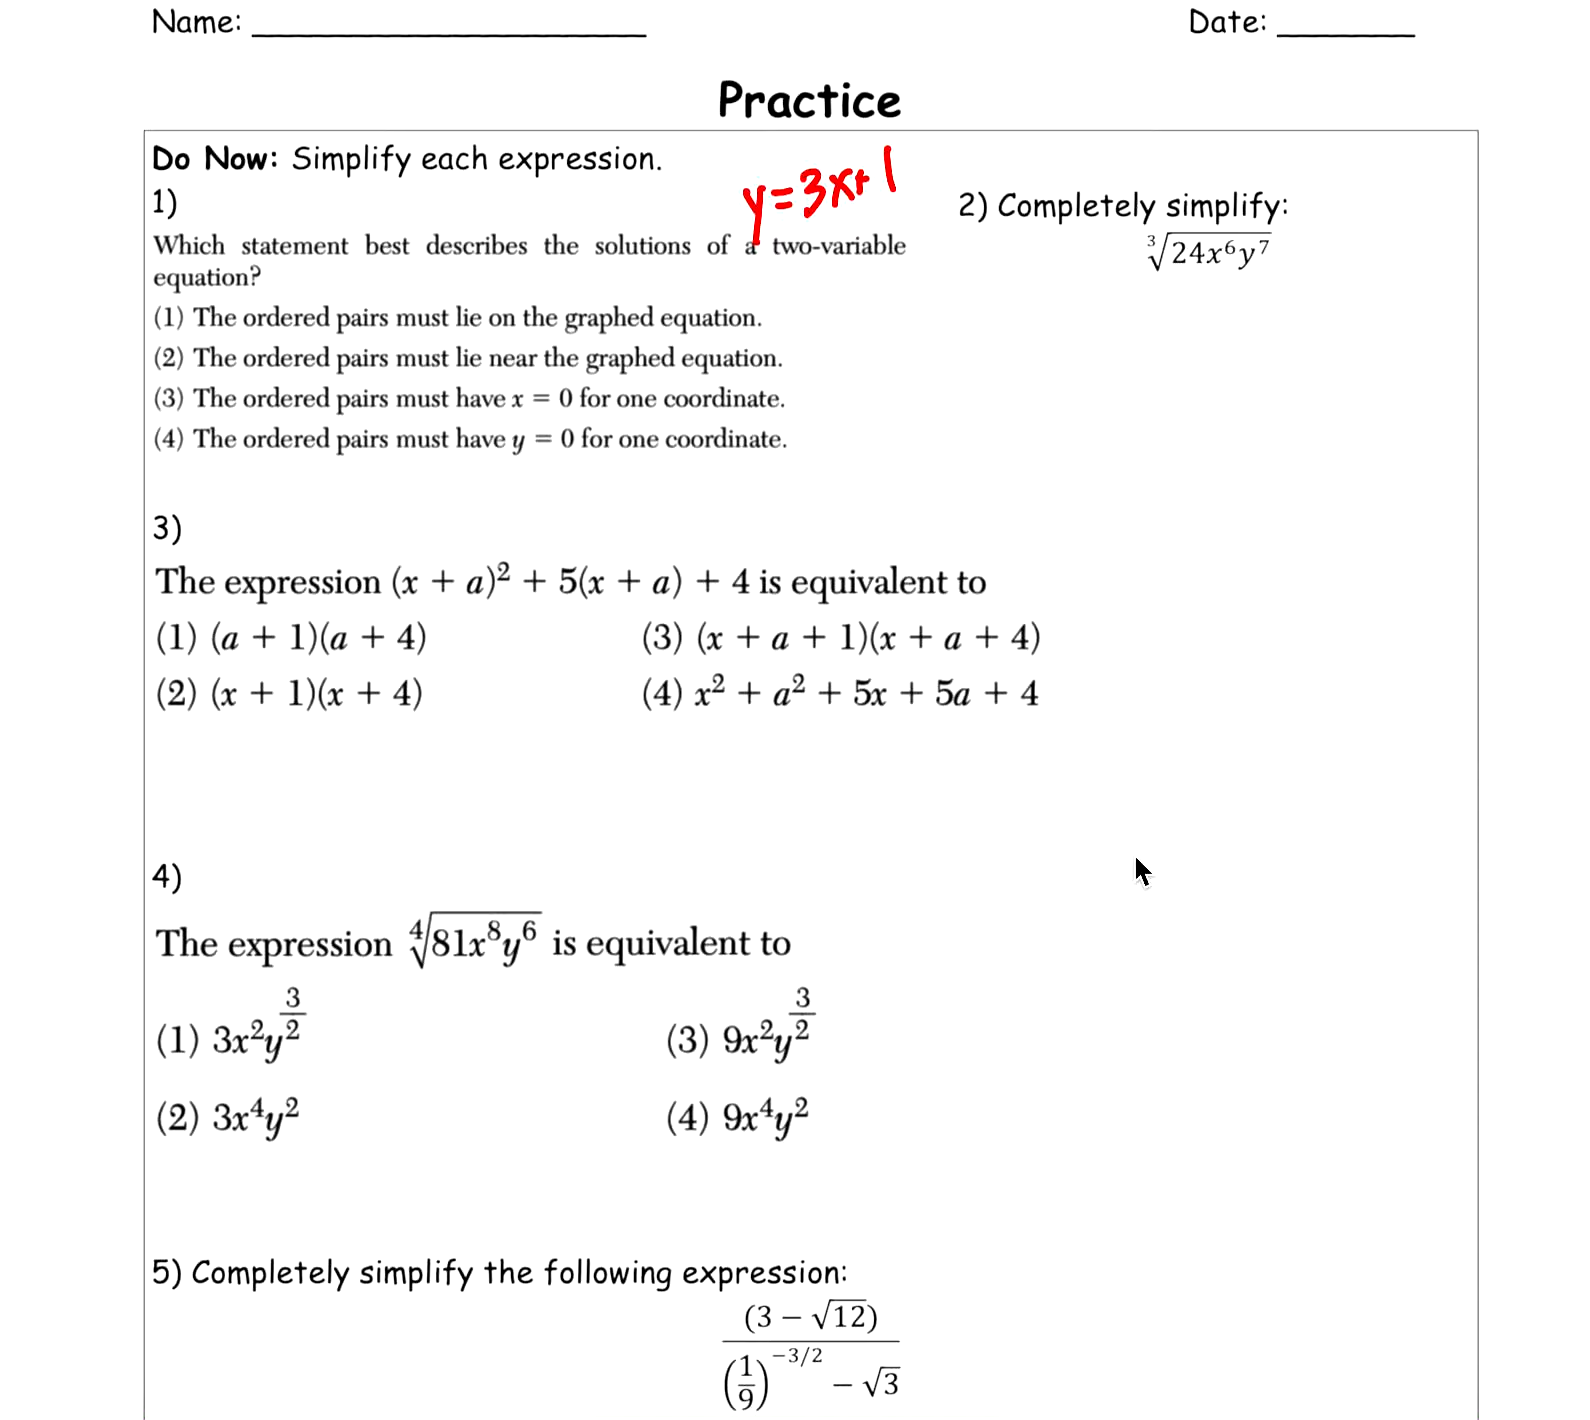 Name: ______________________ Date: ________
Practice
Do Now: Simplify each expression.
1)
y=3x+1
Which statement best describes the solutions of a two-variable
equation?
(1) The ordered pairs must lie on the graphed equation.
(2) The ordered pairs must lie near the graphed equation.
(3) The ordered pairs must have x = 0 for one coordinate.
(4) The ordered pairs must have y = 0 for one coordinate.
2) Completely simplify:
∛(24x⁶y⁷)
3)
The expression (x + a)² + 5(x + a) + 4 is equivalent to
(1) (a + 1)(a + 4) (3) (x + a + 1)(x + a + 4)
(2) (x + 1)(x + 4) (4) x² + a² + 5x + 5a + 4
4)
The expression ∜(81x⁸y⁶) is equivalent to
(1) 3x²y^(3/2) (3) 9x²y^(3/2)
(2) 3x⁴y² (4) 9x⁴y²
5) Completely simplify the following expression:
(3 − √12)
(1/9)^(−3/2) − √3